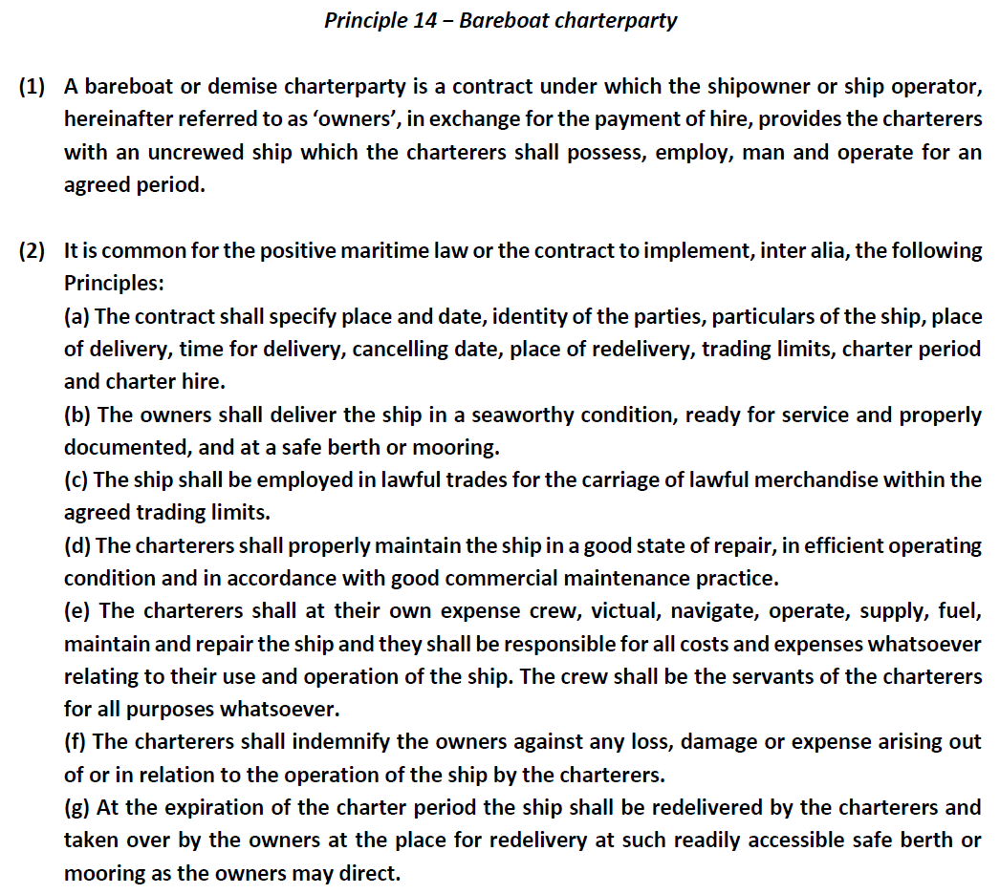 Principle 14 – Bareboat charterparty
(1) A bareboat or demise charterparty is a contract under which the shipowner or ship operator,
hereinafter referred to as ‘owners’, in exchange for the payment of hire, provides the charterers
with an uncrewed ship which the charterers shall possess, employ, man and operate for an
agreed period.
(2) It is common for the positive maritime law or the contract to implement, inter alia, the following
Principles:
(a) The contract shall specify place and date, identity of the parties, particulars of the ship, place
of delivery, time for delivery, cancelling date, place of redelivery, trading limits, charter period
and charter hire.
(b) The owners shall deliver the ship in a seaworthy condition, ready for service and properly
documented, and at a safe berth or mooring.
(c) The ship shall be employed in lawful trades for the carriage of lawful merchandise within the
agreed trading limits.
(d) The charterers shall properly maintain the ship in a good state of repair, in efficient operating
condition and in accordance with good commercial maintenance practice.
(e) The charterers shall at their own expense crew, victual, navigate, operate, supply, fuel,
maintain and repair the ship and they shall be responsible for all costs and expenses whatsoever
relating to their use and operation of the ship. The crew shall be the servants of the charterers
for all purposes whatsoever.
(f) The charterers shall indemnify the owners against any loss, damage or expense arising out
of or in relation to the operation of the ship by the charterers.
(g) At the expiration of the charter period the ship shall be redelivered by the charterers and
taken over by the owners at the place for redelivery at such readily accessible safe berth or
mooring as the owners may direct.